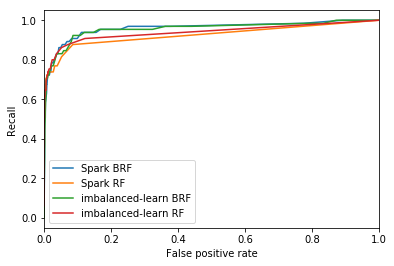 1.0
0.8
0.6
0.4
0.2
0.0
Recall
Spark BRF
Spark RF
imbalanced-learn BRF
imbalanced-learn RF
0.0 0.2 0.4 0.6 0.8 1.0
False positive rate